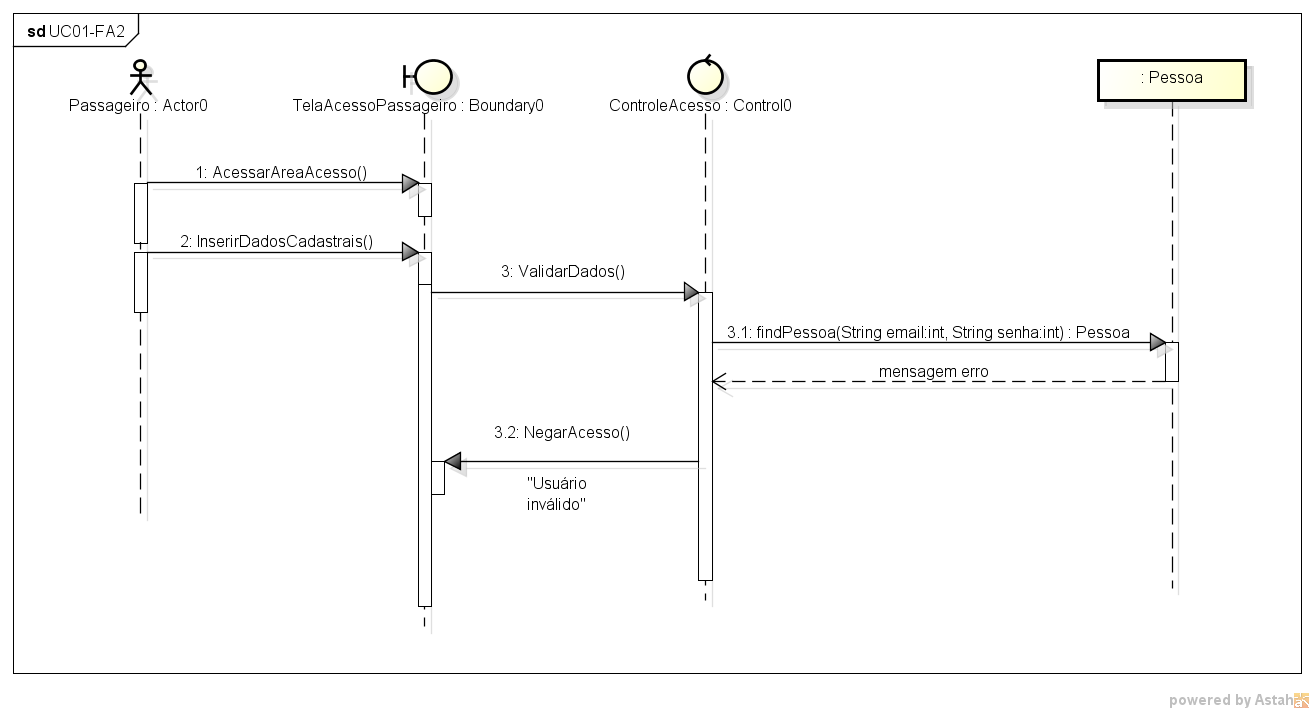 sd UC01-FA2
Passageiro : Actor0
TelaAcessoPassageiro : Boundary0
ControleAcesso : Control0
: Pessoa
1: AcessarAreaAcesso()
2: InserirDadosCadastrais()
3: ValidarDados()
3.1: findPessoa(String email:int, String senha:int) : Pessoa
mensagem erro
3.2: NegarAcesso()
"Usuário
inválido"
powered by Astah